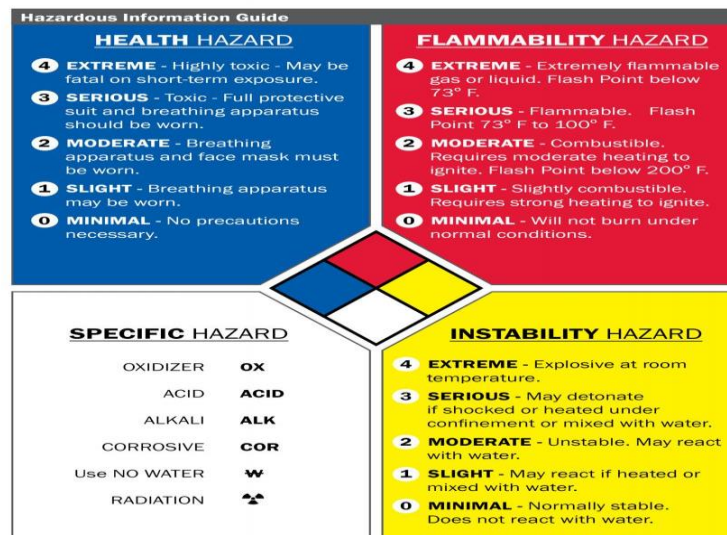 Hazardous Information Guide
HEALTH HAZARD
4 EXTREME - Highly toxic - May be
fatal on short-term exposure.
3 SERIOUS - Toxic - Full protective
suit and breathing apparatus
should be worn.
2 MODERATE - Breathing
apparatus and face mask must
be worn.
1 SLIGHT - Breathing apparatus
may be worn.
0 MINIMAL - No precautions
necessary.
FLAMMABILITY HAZARD
4 EXTREME - Extremely flammable
gas or liquid. Flash Point below
73° F.
3 SERIOUS - Flammable. Flash
Point 73° F to 100° F.
2 MODERATE - Combustible.
Requires moderate heating to
ignite. Flash Point below 200° F.
1 SLIGHT - Slightly combustible.
Requires strong heating to ignite.
0 MINIMAL - Will not burn under
normal conditions.
SPECIFIC HAZARD
OXIDIZER OX
ACID ACID
ALKALI ALK
CORROSIVE COR
Use NO WATER W̶
RADIATION ☢
INSTABILITY HAZARD
4 EXTREME - Explosive at room
temperature.
3 SERIOUS - May detonate
if shocked or heated under
confinement or mixed with water.
2 MODERATE - Unstable. May react
with water.
1 SLIGHT - May react if heated or
mixed with water.
0 MINIMAL - Normally stable.
Does not react with water.